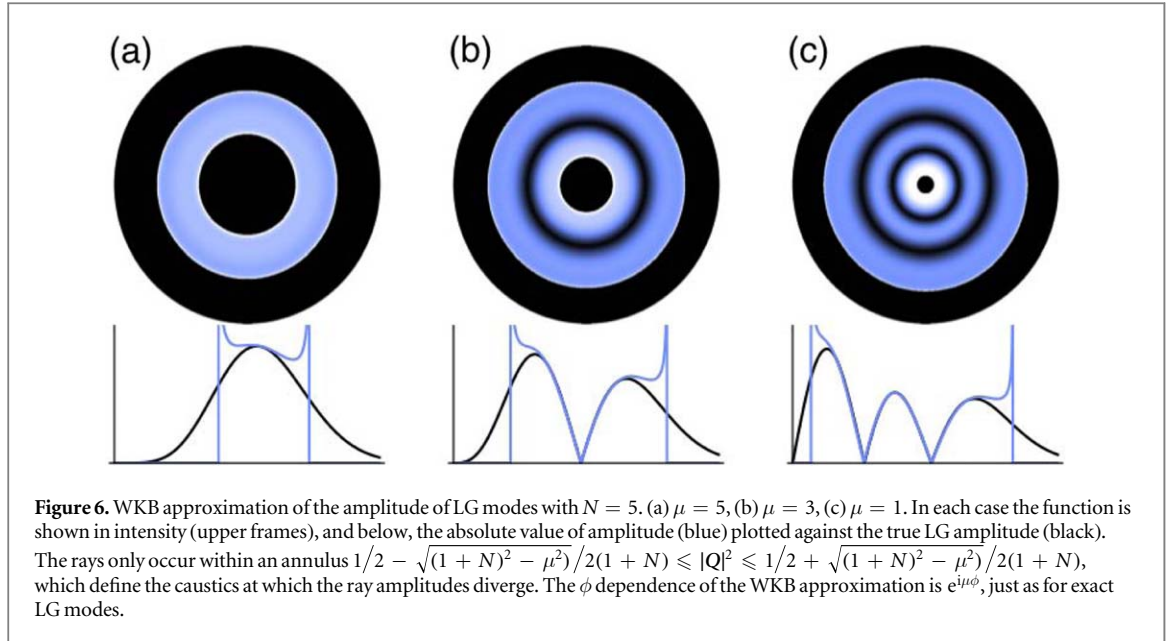 (a) (b) (c)
Figure 6. WKB approximation of the amplitude of LG modes with N = 5. (a) μ = 5, (b) μ = 3, (c) μ = 1. In each case the function is
shown in intensity (upper frames), and below, the absolute value of amplitude (blue) plotted against the true LG amplitude (black).
The rays only occur within an annulus 1/2 − √((1 + N)² − μ²)/2(1 + N) ⩽ |Q|² ⩽ 1/2 + √((1 + N)² − μ²)/2(1 + N),
which define the caustics at which the ray amplitudes diverge. The ϕ dependence of the WKB approximation is e^{iμϕ}, just as for exact
LG modes.